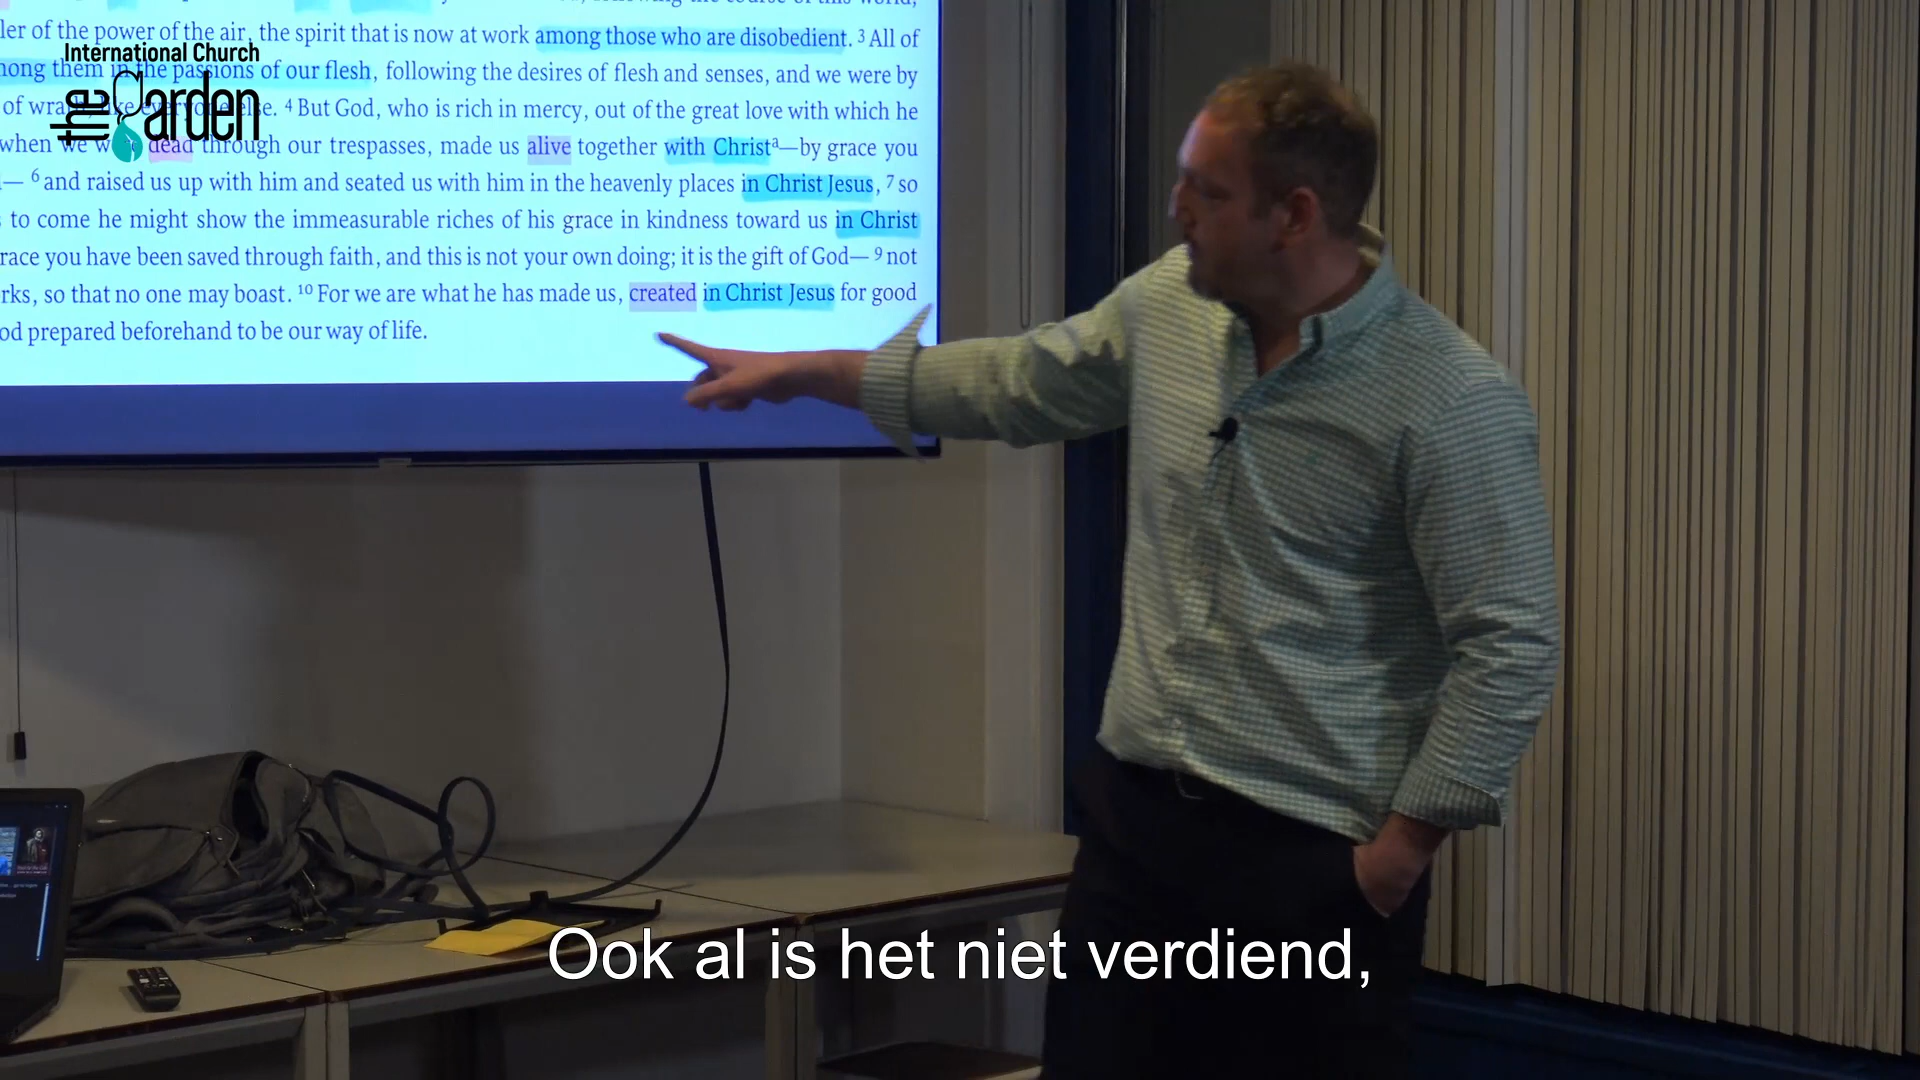 ler of the power of the air, the spirit that is now at work among those who are disobedient. 3 All of
ong them in the passions of our flesh, following the desires of flesh and senses, and we were by
of wrath, like everyone else. 4 But God, who is rich in mercy, out of the great love with which he
when we were dead through our trespasses, made us alive together with Christa—by grace you
— 6 and raised us up with him and seated us with him in the heavenly places in Christ Jesus, 7 so
to come he might show the immeasurable riches of his grace in kindness toward us in Christ
race you have been saved through faith, and this is not your own doing; it is the gift of God— 9 not
rks, so that no one may boast. 10 For we are what he has made us, created in Christ Jesus for good
od prepared beforehand to be our way of life.
International Church
the Garden
Ook al is het niet verdiend,